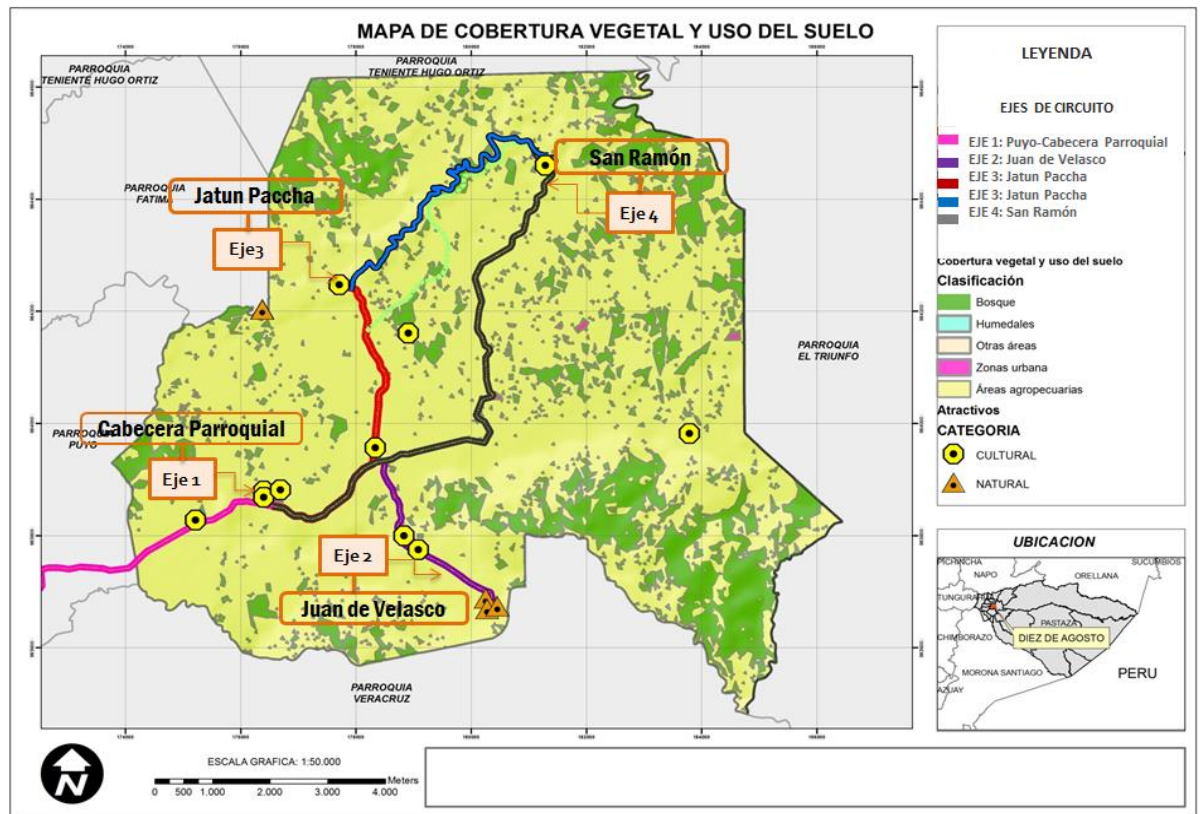 MAPA DE COBERTURA VEGETAL Y USO DEL SUELO
PARROQUIA
TENIENTE HUGO ORTIZ
PARROQUIA
TENIENTE HUGO ORTIZ
PARROQUIA
FATIMA
Jatun Paccha
Eje3
San Ramón
Eje 4
PARROQUIA
EL TRIUNFO
PARROQUIA
PUYO
Cabecera Parroquial
Eje 1
Eje 2
Juan de Velasco
PARROQUIA
VERACRUZ
N
ESCALA GRAFICA: 1:50.000
0 500 1.000 2.000 3.000 4.000 Meters
LEYENDA
EJES DE CIRCUITO
EJE 1: Puyo-Cabecera Parroquial
EJE 2: Juan de Velasco
EJE 3: Jatun Paccha
EJE 3: Jatun Paccha
EJE 4: San Ramón
Cobertura vegetal y uso del suelo
Clasificación
Bosque
Humedales
Otras áreas
Zonas urbana
Áreas agropecuarias
Atractivos
CATEGORIA
CULTURAL
NATURAL
UBICACION
PICHINCHA
NAPO
ORELLANA
SUCUMBIOS
TUNGURAHUA
PASTAZA
CHIMBORAZO
DIEZ DE AGOSTO
MORONA SANTIAGO
PERU
AZUAY